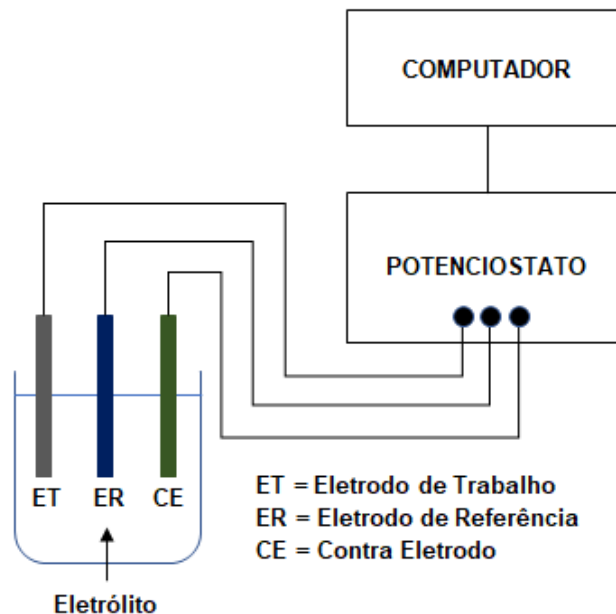 COMPUTADOR
POTENCIOSTATO
ET ER CE
ET = Eletrodo de Trabalho
ER = Eletrodo de Referência
CE = Contra Eletrodo
Eletrólito